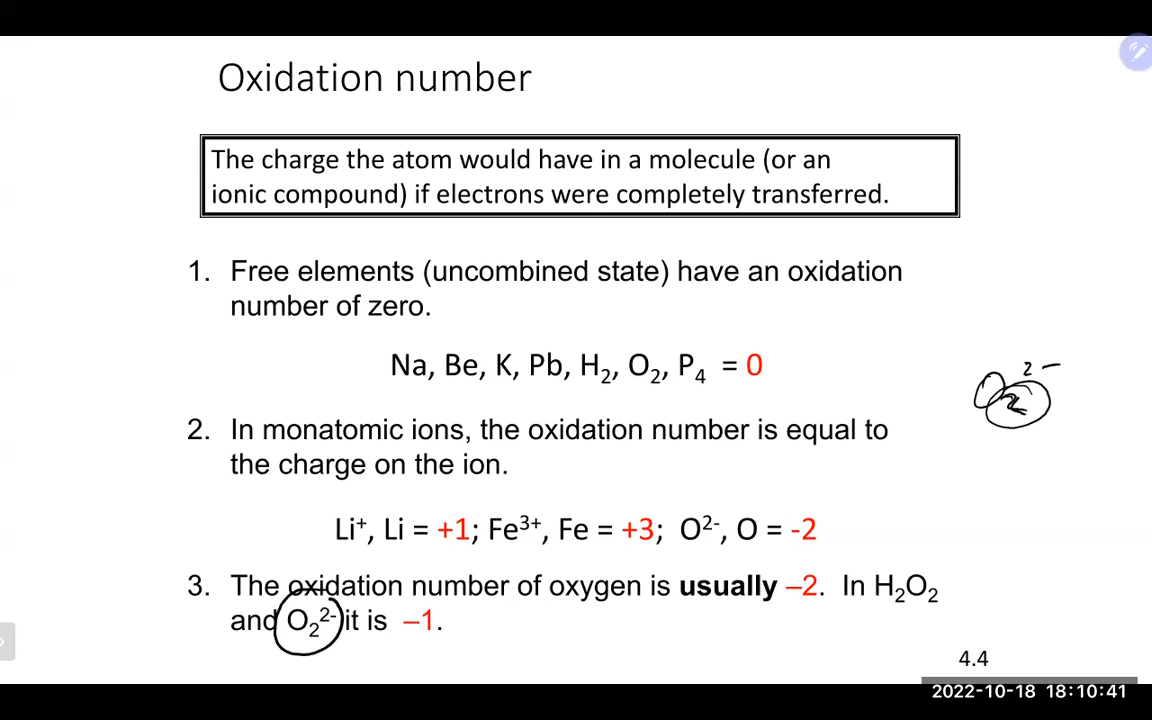 Oxidation number
The charge the atom would have in a molecule (or an
ionic compound) if electrons were completely transferred.
1. Free elements (uncombined state) have an oxidation
number of zero.
Na, Be, K, Pb, H₂, O₂, P₄ = 0
2. In monatomic ions, the oxidation number is equal to
the charge on the ion.
O₂²⁻
Li⁺, Li = +1; Fe³⁺, Fe = +3; O²⁻, O = -2
3. The oxidation number of oxygen is usually –2. In H₂O₂
and O₂²⁻ it is –1.
4.4
2022-10-18 18:10:41